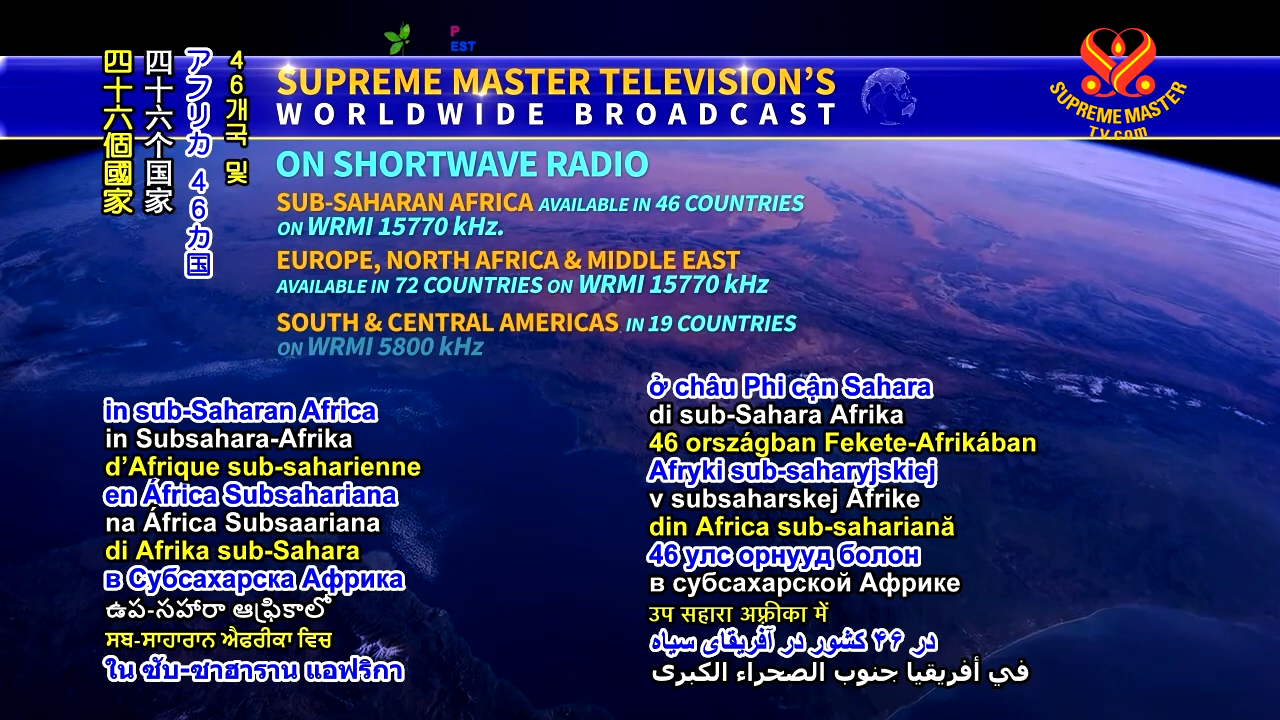 P
EST
四十六個國家
四十六个国家
アフリカ 46カ国
46개국 및
SUPREME MASTER TELEVISION’S
WORLDWIDE BROADCAST
SUPREME MASTER
TV.com
ON SHORTWAVE RADIO
SUB-SAHARAN AFRICA AVAILABLE IN 46 COUNTRIES
ON WRMI 15770 kHz.
EUROPE, NORTH AFRICA & MIDDLE EAST
AVAILABLE IN 72 COUNTRIES ON WRMI 15770 kHz
SOUTH & CENTRAL AMERICAS IN 19 COUNTRIES
ON WRMI 5800 kHz
in sub-Saharan Africa
in Subsahara-Afrika
d’Afrique sub-saharienne
en África Subsahariana
na África Subsaariana
di Afrika sub-Sahara
в Субсахарска Африка
ఉప-సహారా ఆఫ్రికాలో
ਸਬ-ਸਾਹਾਰਾਨ ਐਫਰੀਕਾ ਵਿਚ
ใน ซับ-ซาฮาราน แอฟริกา
ở châu Phi cận Sahara
di sub-Sahara Afrika
46 országban Fekete-Afrikában
Afryki sub-saharyjskiej
v subsaharskej Afrike
din Africa sub-sahariană
46 улс орнууд болон
в субсахарской Африке
उप सहारा अफ़्रीका में
در ۴۶ کشور در آفریقای سیاه
في أفريقيا جنوب الصحراء الكبرى